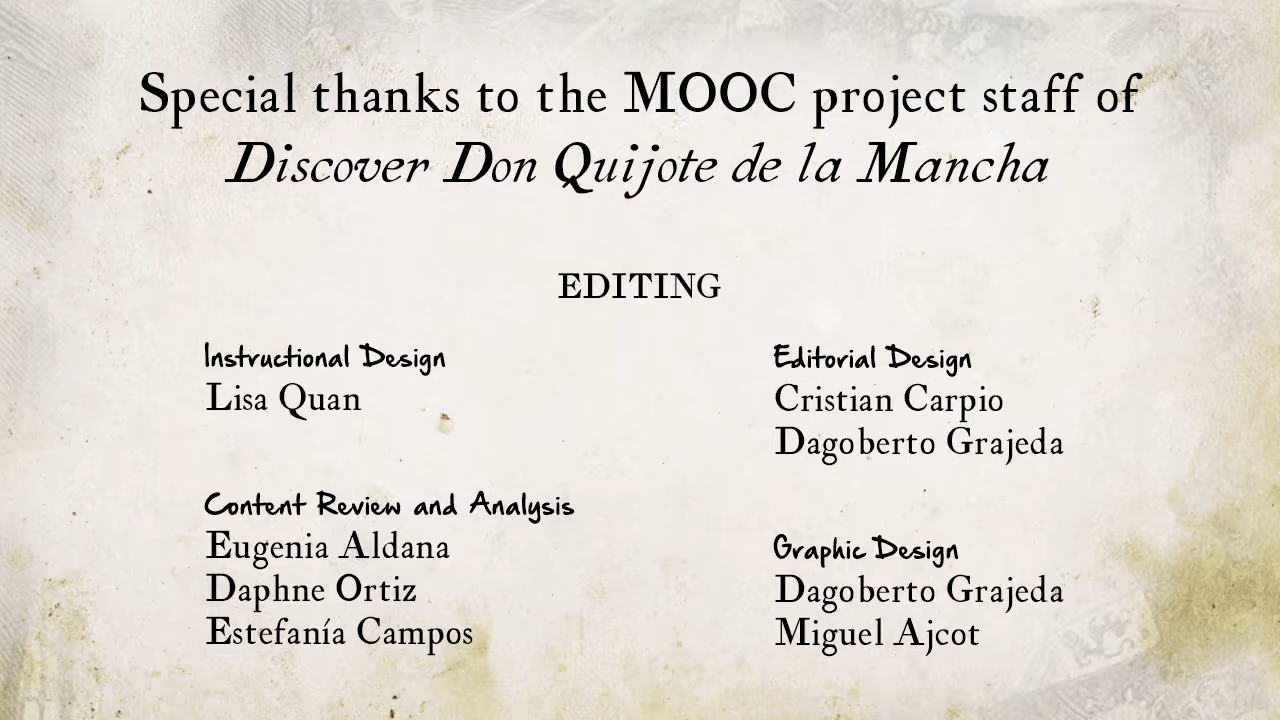 Special thanks to the MOOC project staff of
Discover Don Quijote de la Mancha
EDITING
Instructional Design
Lisa Quan
Content Review and Analysis
Eugenia Aldana
Daphne Ortiz
Estefanía Campos
Editorial Design
Cristian Carpio
Dagoberto Grajeda
Graphic Design
Dagoberto Grajeda
Miguel Ajcot